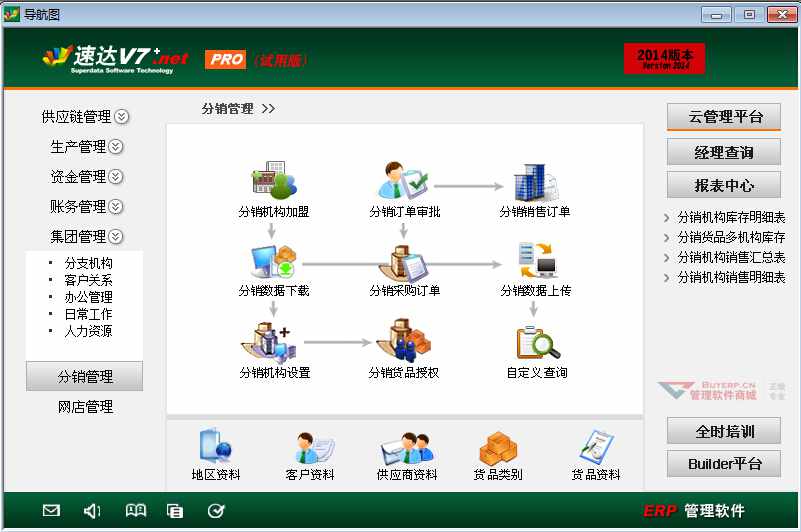 导航图
速达V7+.net PRO (试用版)
Superdata Software Technology
2014版本
Version 2014
供应链管理
生产管理
资金管理
账务管理
集团管理
分支机构
客户关系
办公管理
日常工作
人力资源
分销管理
网店管理
分销管理 >>
分销机构加盟
分销订单审批
分销销售订单
分销数据下载
分销采购订单
分销数据上传
分销机构设置
分销货品授权
自定义查询
地区资料
客户资料
供应商资料
货品类别
货品资料
云管理平台
经理查询
报表中心
分销机构库存明细表
分销货品多机构库存
分销机构销售汇总表
分销机构销售明细表
BUYERP.CN
管理软件商城
正版
专业
全时培训
Builder平台
ERP 管理软件